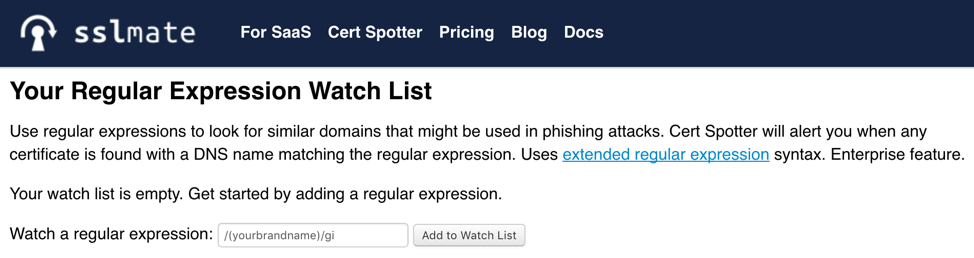 sslmate For SaaS Cert Spotter Pricing Blog Docs
Your Regular Expression Watch List
Use regular expressions to look for similar domains that might be used in phishing attacks. Cert Spotter will alert you when any
certificate is found with a DNS name matching the regular expression. Uses extended regular expression syntax. Enterprise feature.
Your watch list is empty. Get started by adding a regular expression.
Watch a regular expression: /(yourbrandname)/gi Add to Watch List